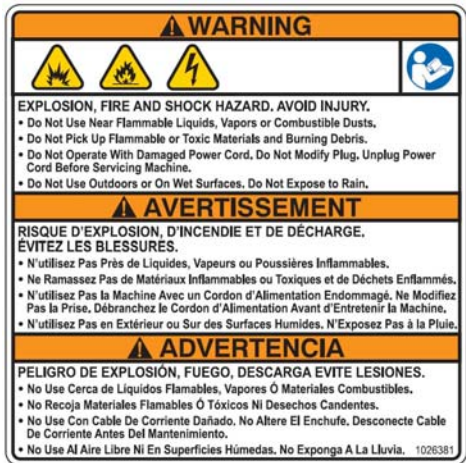 WARNING
EXPLOSION, FIRE AND SHOCK HAZARD. AVOID INJURY.
• Do Not Use Near Flammable Liquids, Vapors or Combustible Dusts.
• Do Not Pick Up Flammable or Toxic Materials and Burning Debris.
• Do Not Operate With Damaged Power Cord. Do Not Modify Plug. Unplug Power
Cord Before Servicing Machine.
• Do Not Use Outdoors or On Wet Surfaces. Do Not Expose to Rain.
AVERTISSEMENT
RISQUE D'EXPLOSION, D'INCENDIE ET DE DÉCHARGE.
ÉVITEZ LES BLESSURES.
• N'utilisez Pas Près de Liquides, Vapeurs ou Poussières Inflammables.
• Ne Ramassez Pas de Matériaux Inflammables ou Toxiques et de Déchets Enflammés.
• N'utilisez Pas la Machine Avec un Cordon d'Alimentation Endommagé. Ne Modifiez
Pas la Prise. Débranchez le Cordon d'Alimentation Avant d'Entretenir la Machine.
• N'utilisez Pas en Extérieur ou Sur des Surfaces Humides. N'Exposez Pas à la Pluie.
ADVERTENCIA
PELIGRO DE EXPLOSIÓN, FUEGO, DESCARGA EVITE LESIONES.
• No Use Cerca de Líquidos Flamables, Vapores Ó Materiales Combustibles.
• No Recoja Materiales Flamables Ó Tóxicos Ni Desechos Candentes.
• No Use Con Cable De Corriente Dañado. No Altere El Enchufe. Desconecte Cable
De Corriente Antes Del Mantenimiento.
• No Use Al Aire Libre Ni En Superficies Húmedas. No Exponga A La Lluvia. 1026381